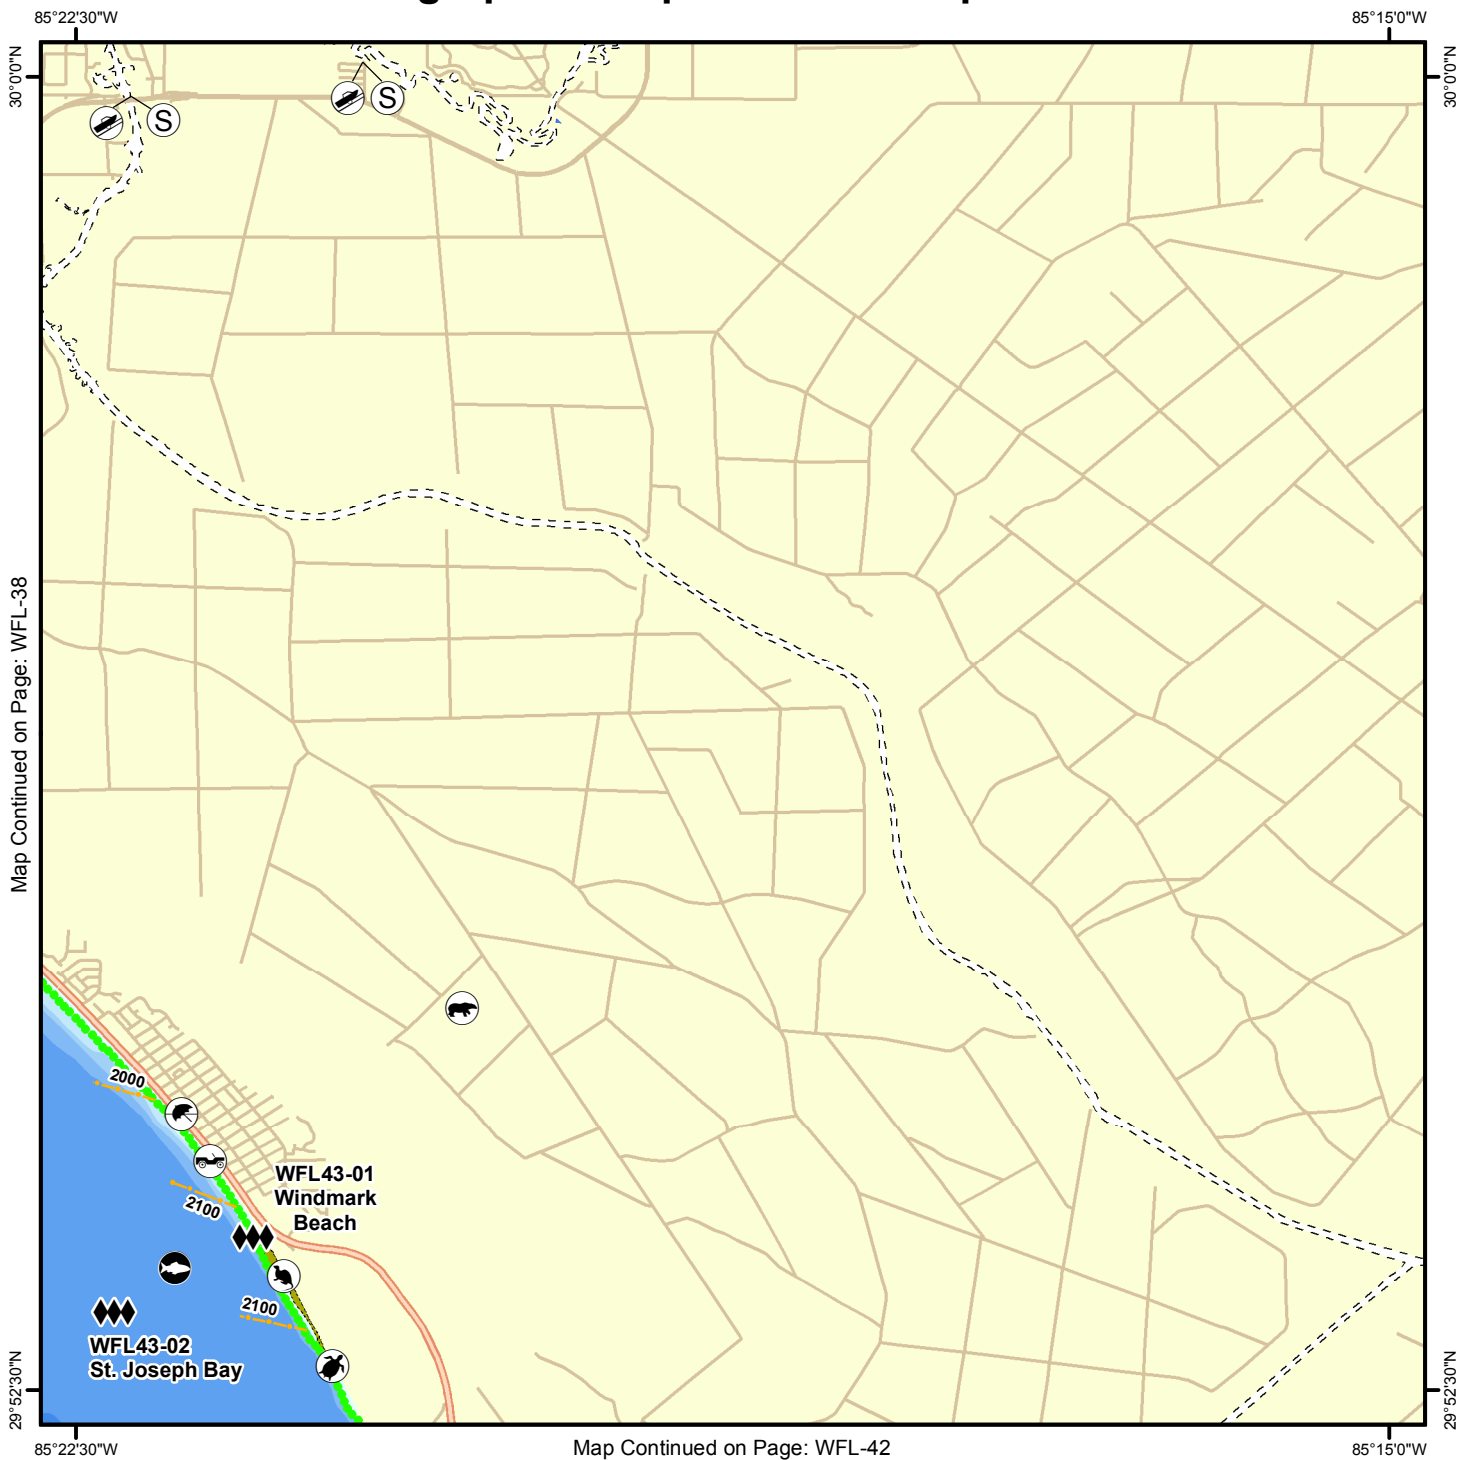 85°22'30"W
85°15'0"W
30°0'0"N
30°0'0"N
S
S
Map Continued on Page: WFL-38
2000
WFL43-01
Windmark
Beach
2100
2100
WFL43-02
St. Joseph Bay
29°52'30"N
29°52'30"N
85°22'30"W
Map Continued on Page: WFL-42
85°15'0"W